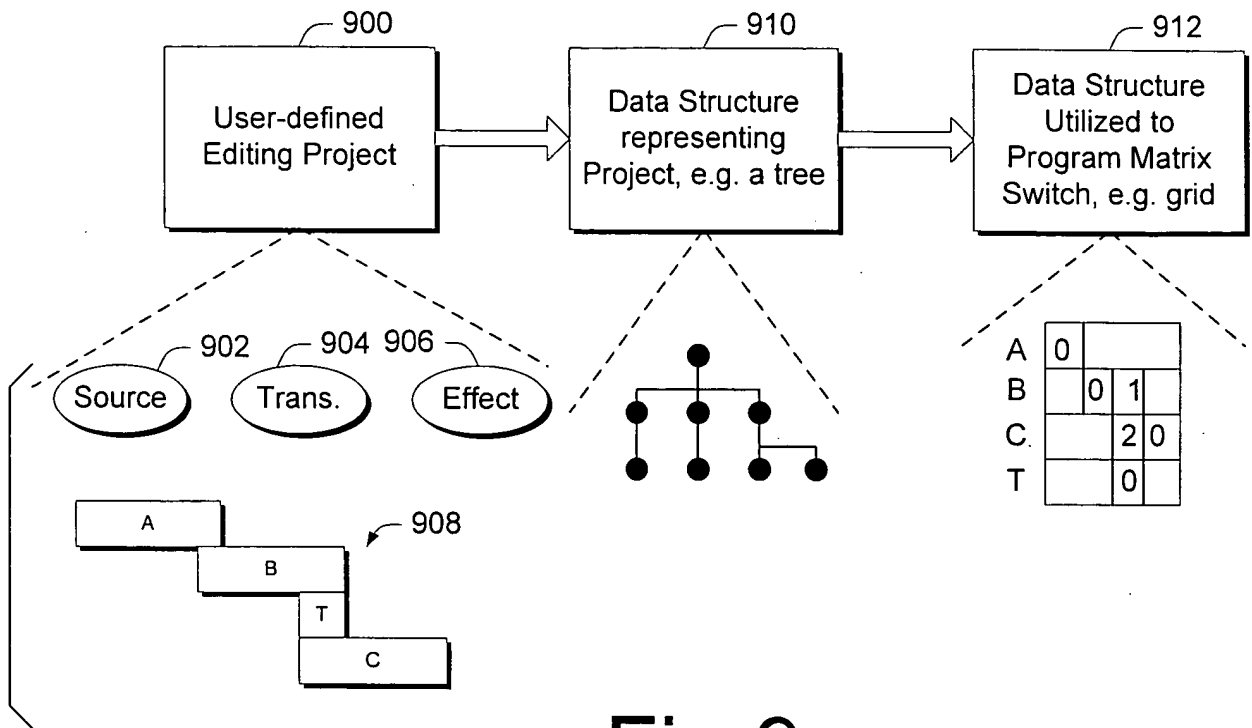 900
910
912
User-defined
Editing Project
Data Structure
representing
Project, e.g. a tree
Data Structure
Utilized to
Program Matrix
Switch, e.g. grid
902
904
906
Source
Trans.
Effect
A
B
T
C
908
A 0
B 0 1
C. 2 0
T 0